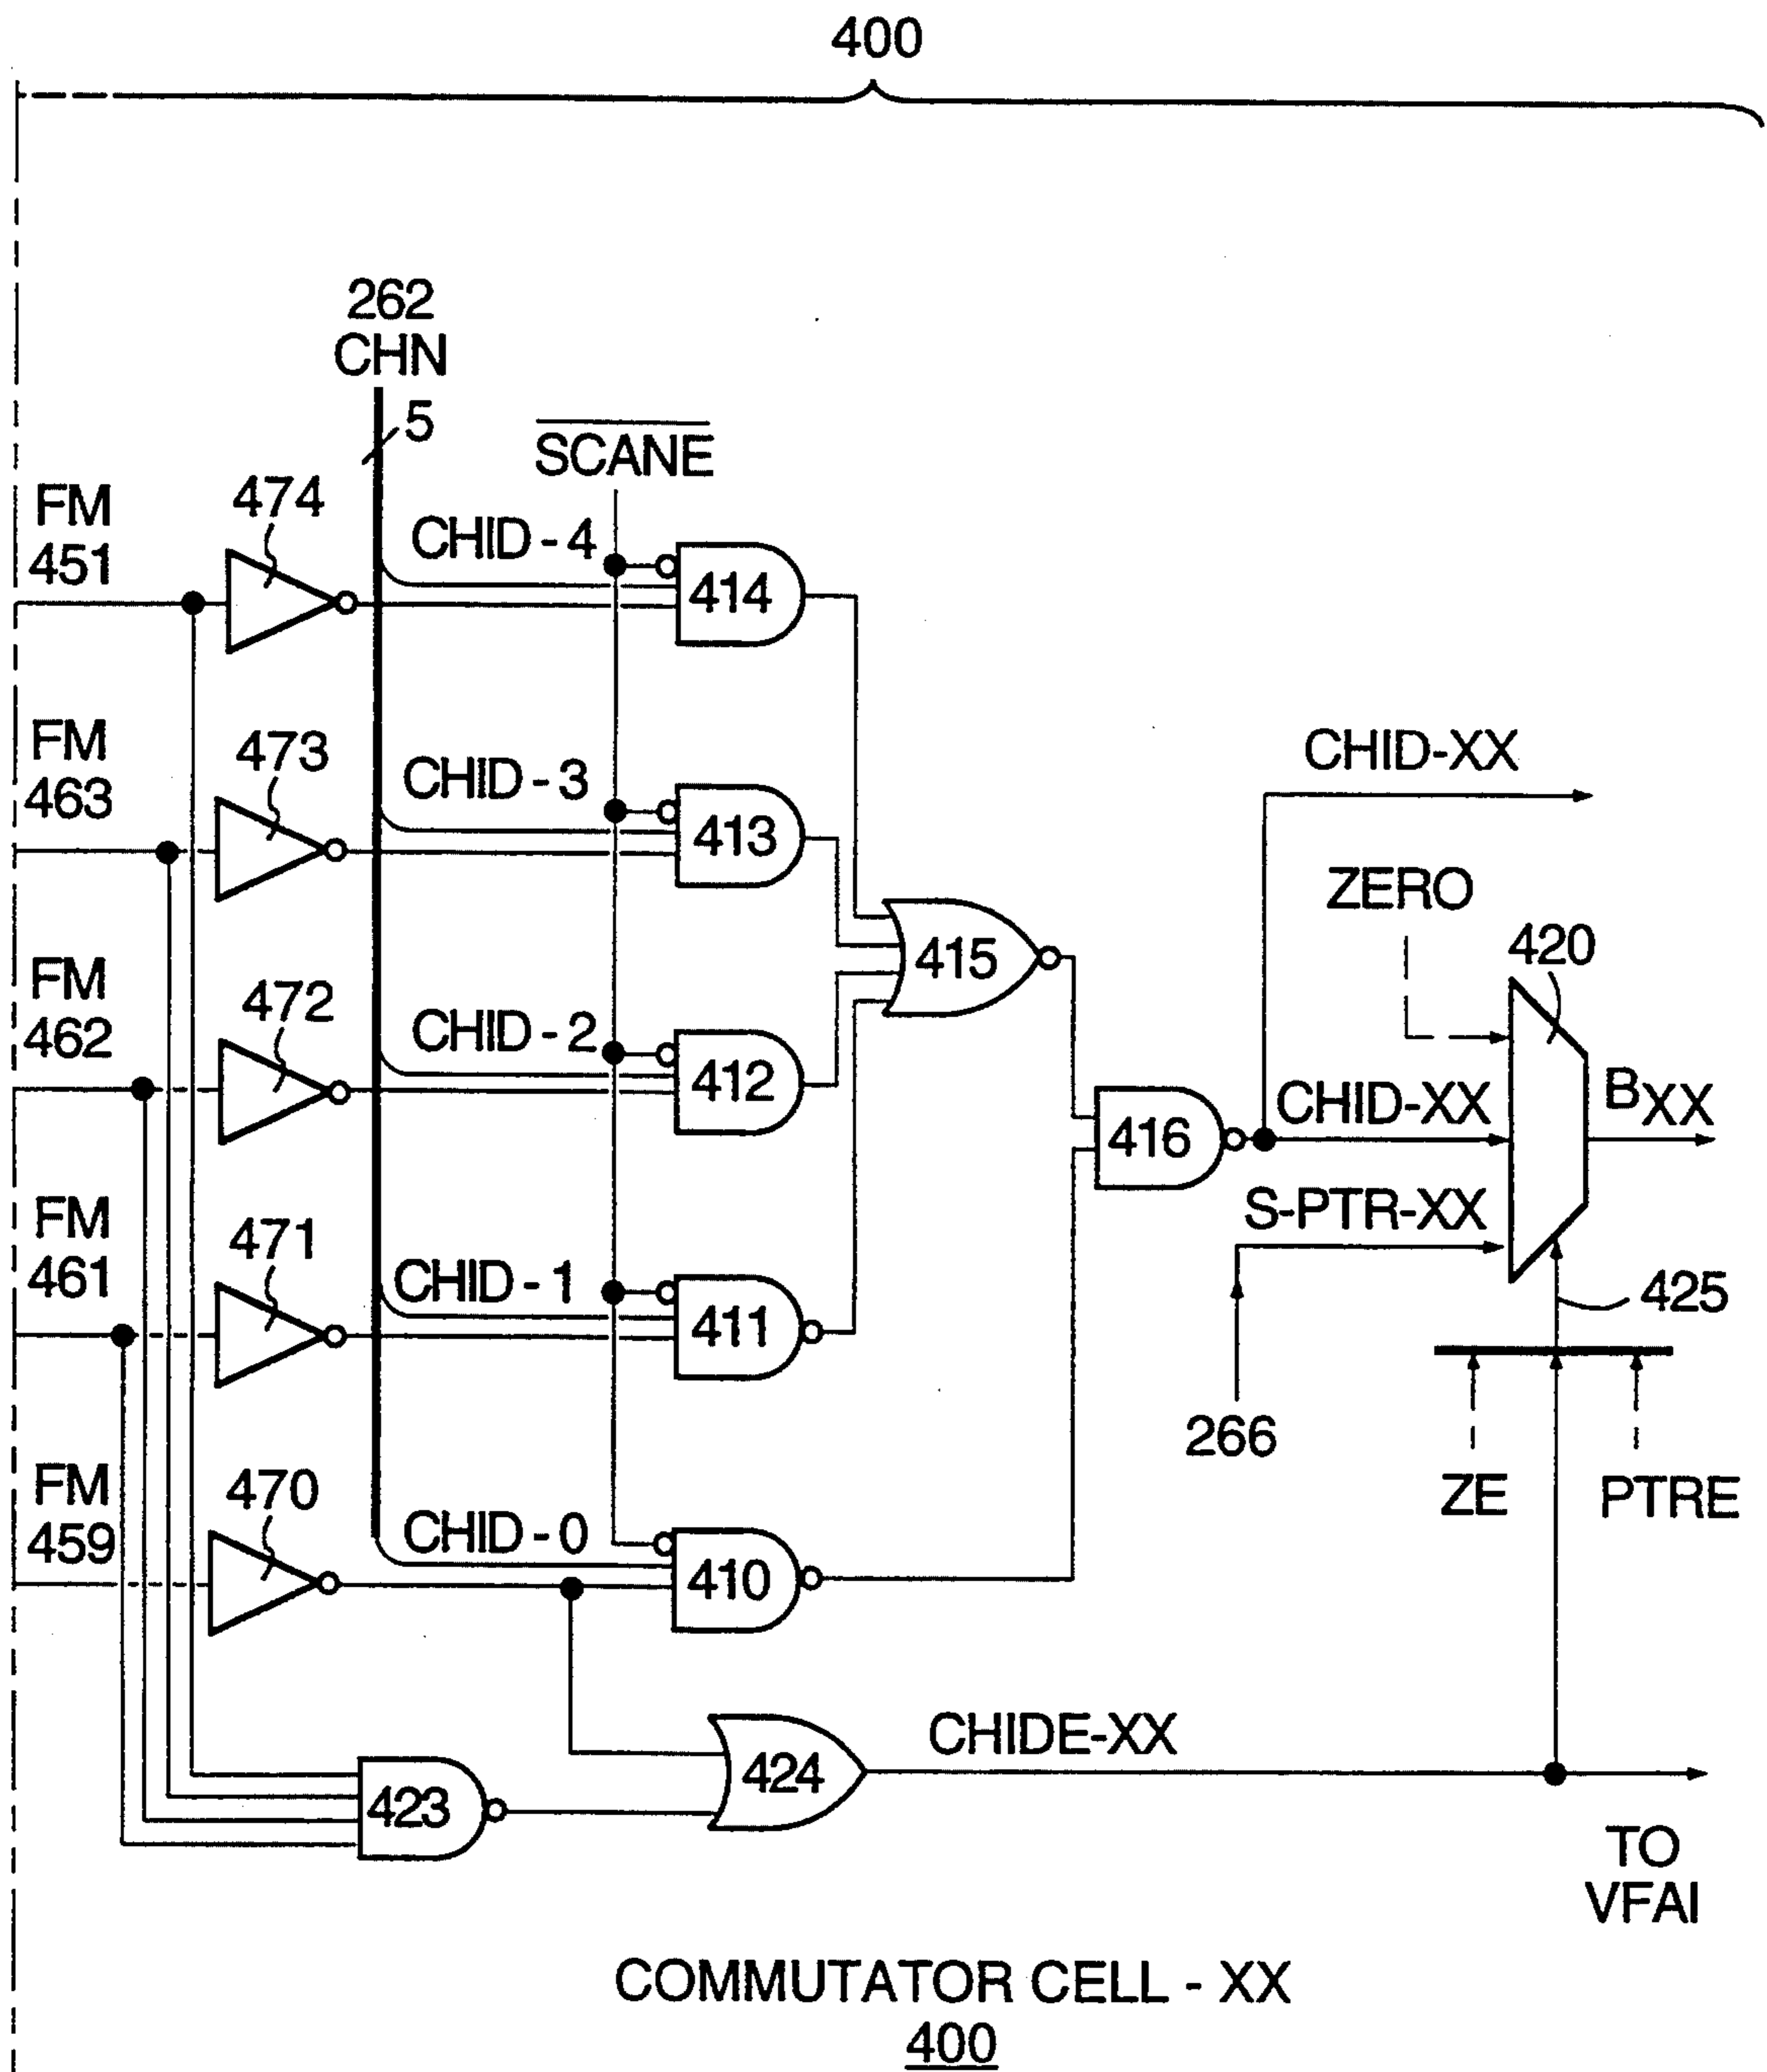 400
262
CHN
5
SCANE
FM
451
474
CHID-4
414
FM
463
473
CHID-3
413
CHID-XX
ZERO
415
420
FM
462
472
CHID-2
412
416
CHID-XX
BXX
S-PTR-XX
FM
461
471
CHID-1
411
425
266
FM
459
470
CHID-0
410
ZE
PTRE
CHIDE-XX
424
423
TO
VFAI
COMMUTATOR CELL - XX
400